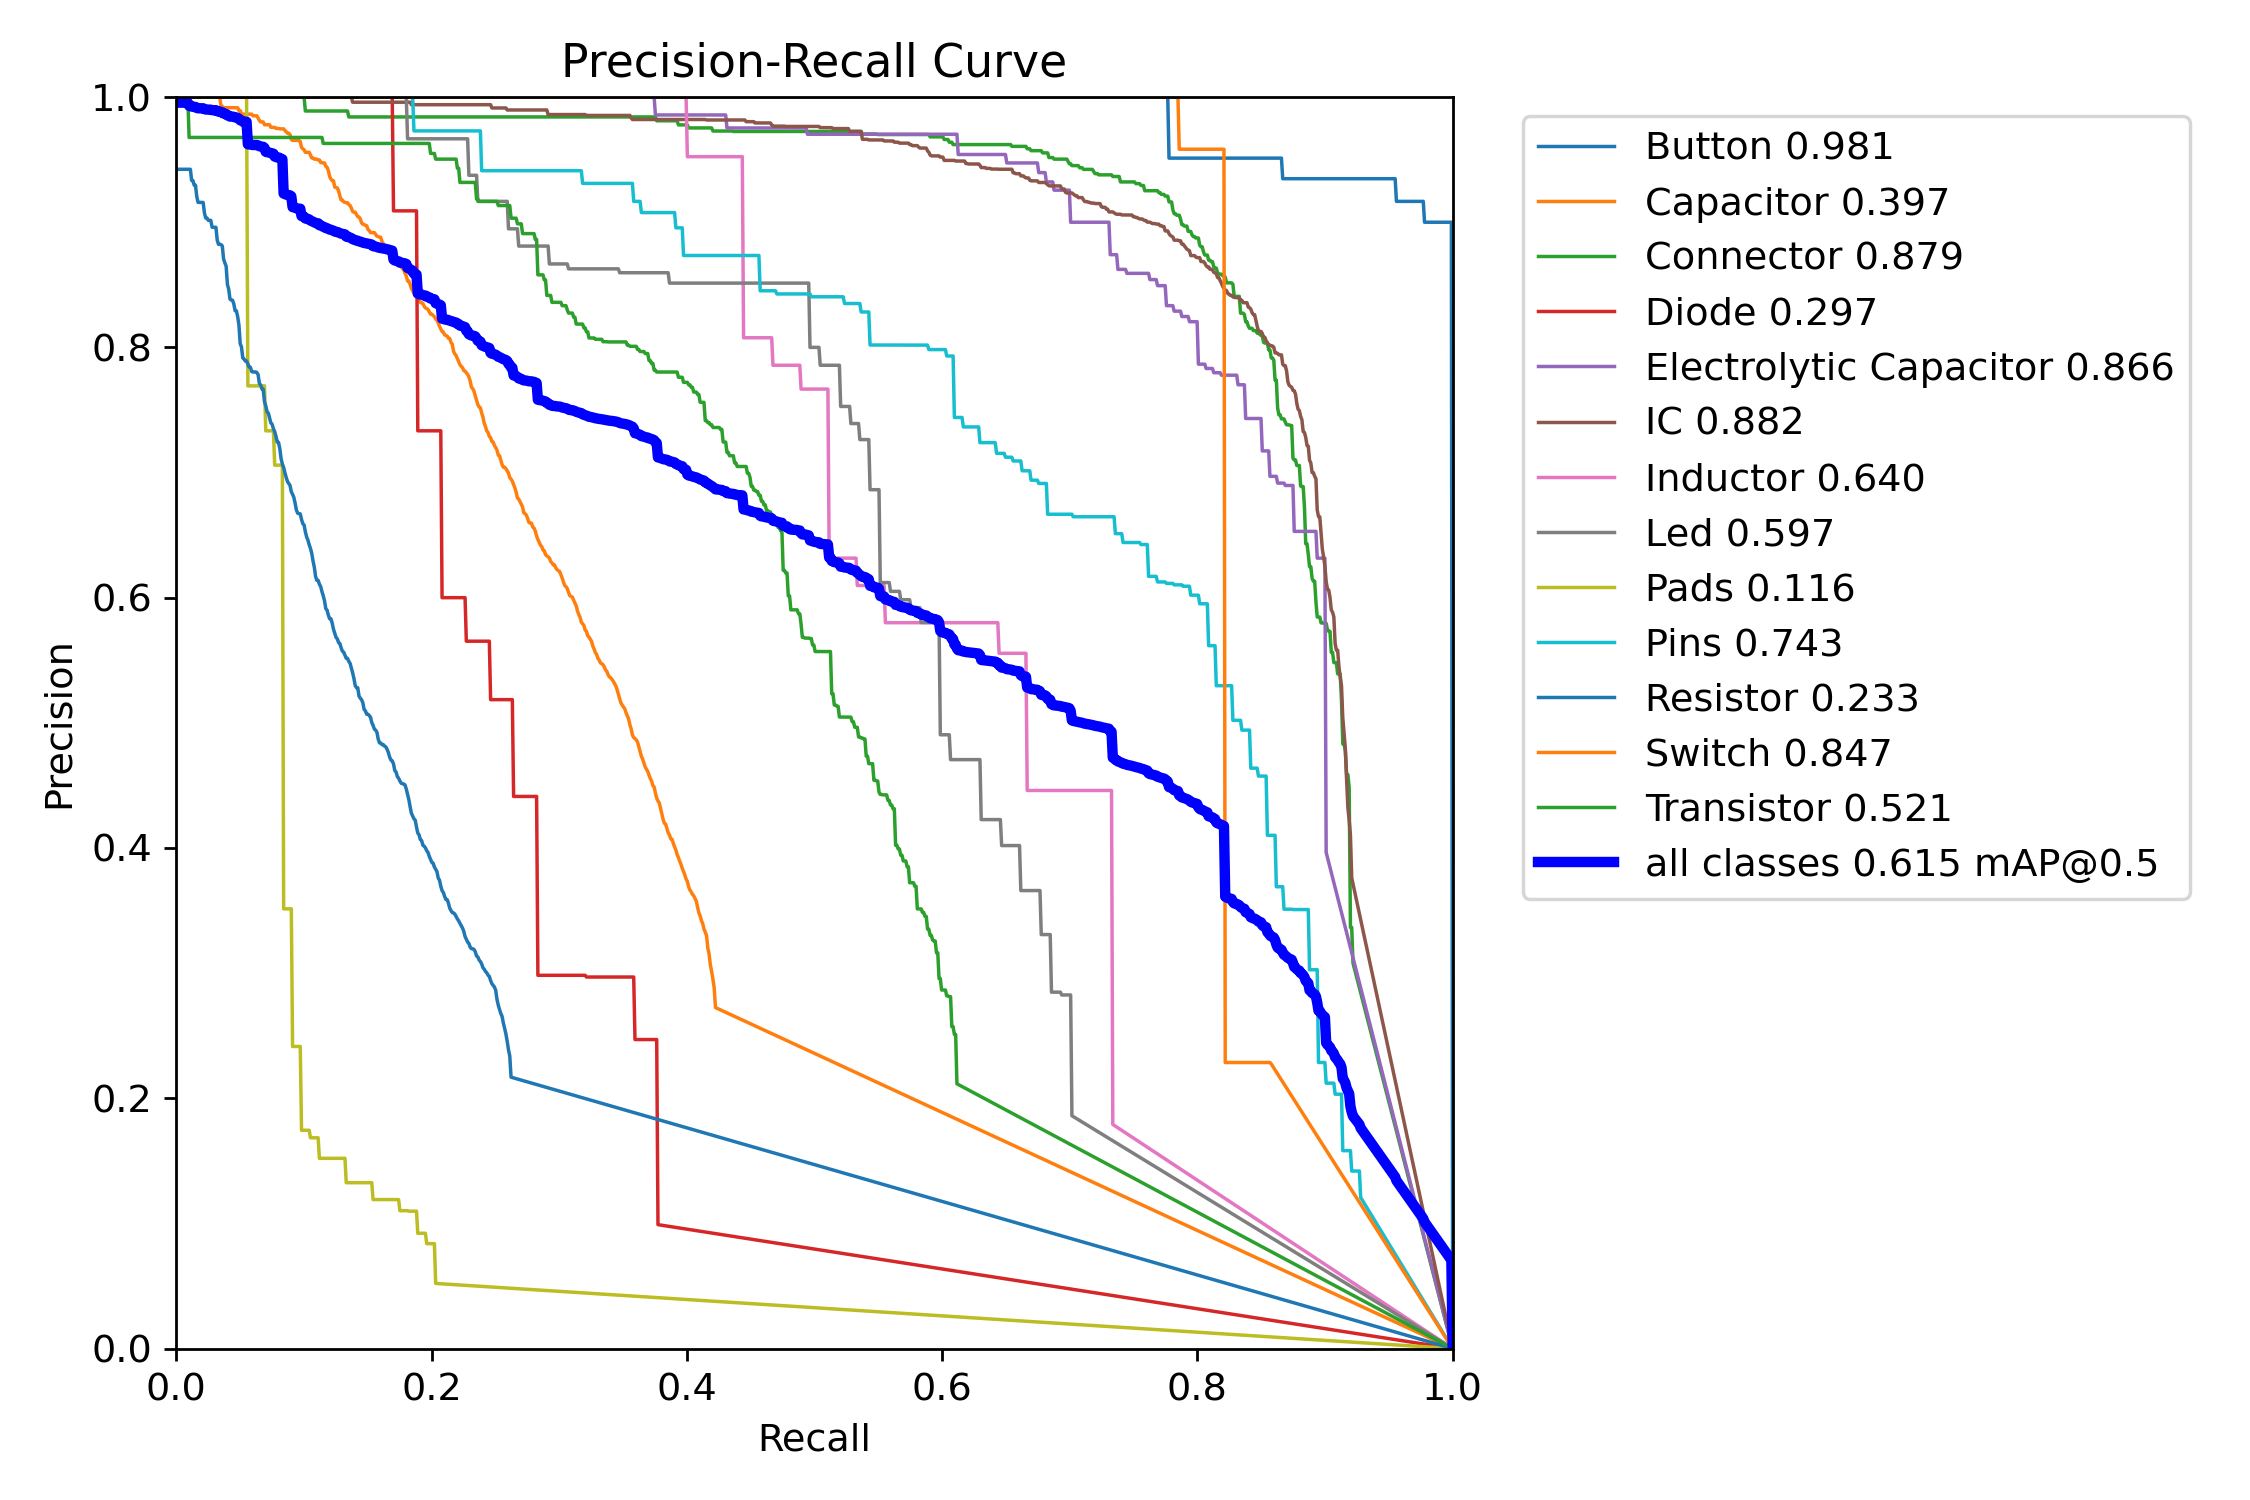 Precision-Recall Curve
1.0
0.8
0.6
0.4
0.2
0.0
Precision
0.0 0.2 0.4 0.6 0.8 1.0
Recall
Button 0.981
Capacitor 0.397
Connector 0.879
Diode 0.297
Electrolytic Capacitor 0.866
IC 0.882
Inductor 0.640
Led 0.597
Pads 0.116
Pins 0.743
Resistor 0.233
Switch 0.847
Transistor 0.521
all classes 0.615 mAP@0.5